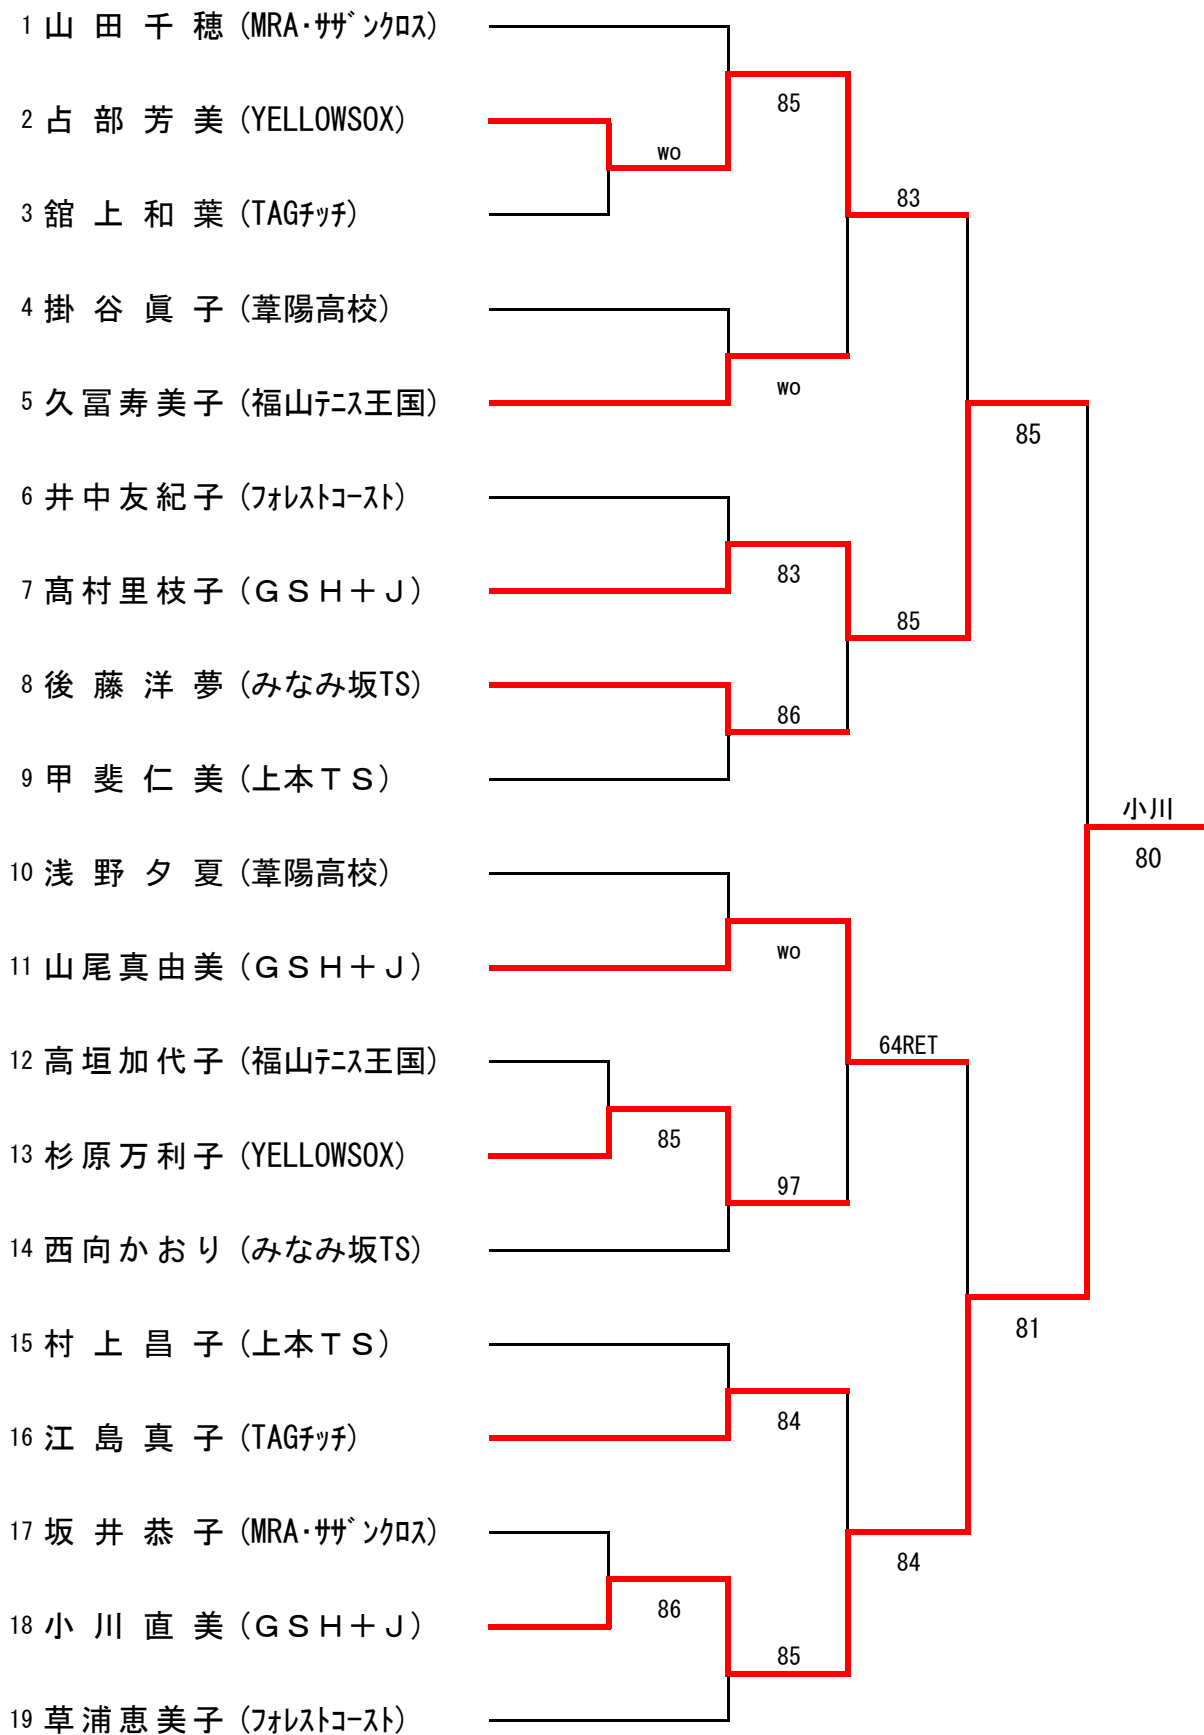 1 山 田 千 穂 (MRA・ｻｻﾞﾝｸﾛｽ)
85
2 占 部 芳 美 (YELLOWSOX)
wo
3 舘 上 和 葉 (TAGﾁｯﾁ)
83
4 掛 谷 眞 子 (葦陽高校)
wo
5 久冨寿美子 (福山ﾃﾆｽ王国)
85
6 井中友紀子 (ﾌｫﾚｽﾄｺｰｽﾄ)
83
7 髙村里枝子 (ＧＳＨ＋Ｊ)
85
8 後 藤 洋 夢 (みなみ坂TS)
86
9 甲 斐 仁 美 (上本ＴＳ)
小川
80
10 浅 野 夕 夏 (葦陽高校)
wo
11 山尾真由美 (ＧＳＨ＋Ｊ)
64RET
12 高垣加代子 (福山ﾃﾆｽ王国)
85
13 杉原万利子 (YELLOWSOX)
97
14 西向かおり (みなみ坂TS)
81
15 村 上 昌 子 (上本ＴＳ)
84
16 江 島 真 子 (TAGﾁｯﾁ)
17 坂 井 恭 子 (MRA・ｻｻﾞﾝｸﾛｽ)
84
86
18 小 川 直 美 (ＧＳＨ＋Ｊ)
85
19 草浦恵美子 (ﾌｫﾚｽﾄｺｰｽﾄ)